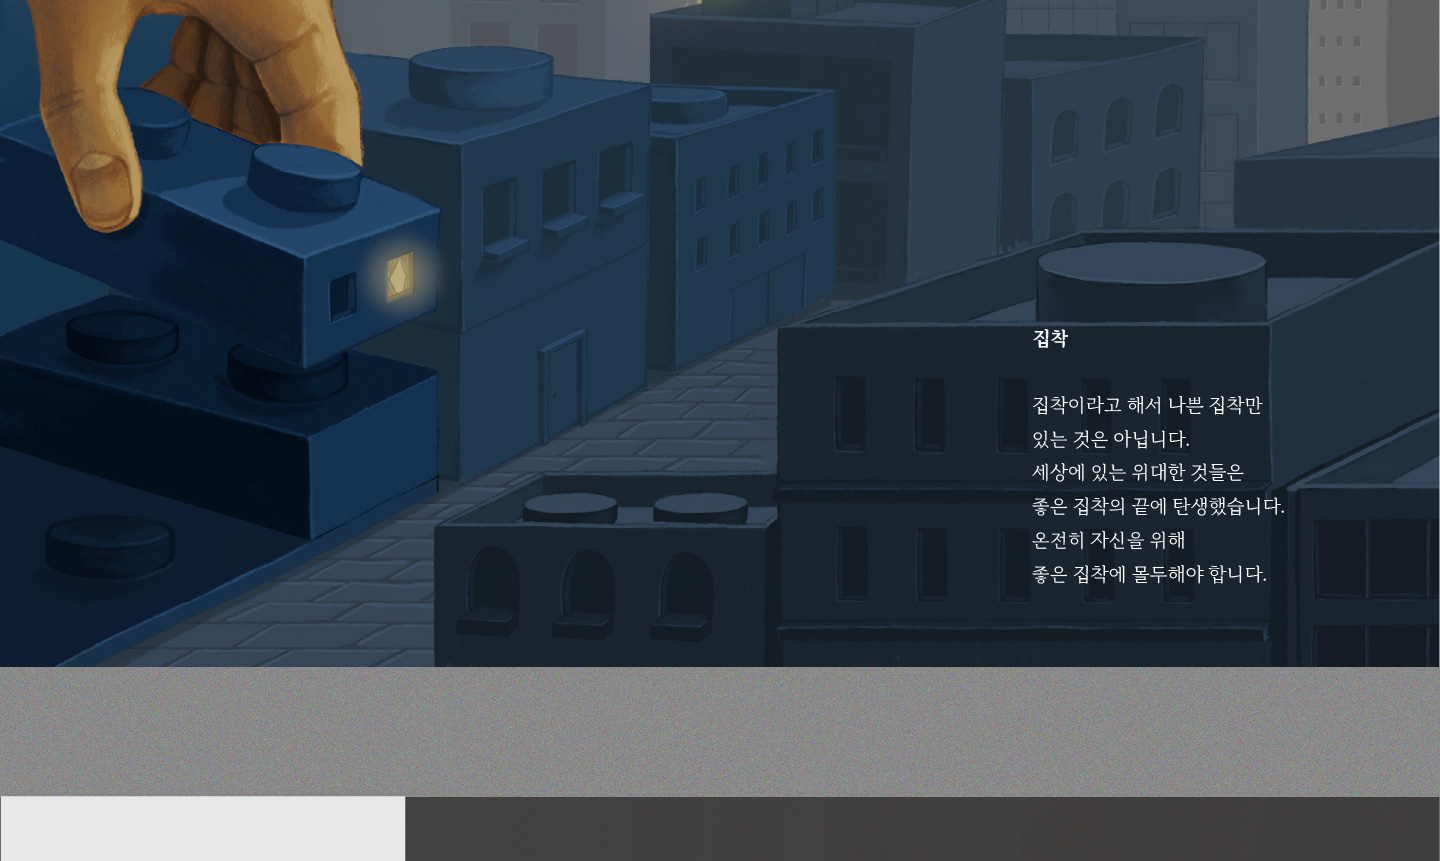 집착
집착이라고 해서 나쁜 집착만
있는 것은 아닙니다.
세상에 있는 위대한 것들은
좋은 집착의 끝에 탄생했습니다.
온전히 자신을 위해
좋은 집착에 몰두해야 합니다.